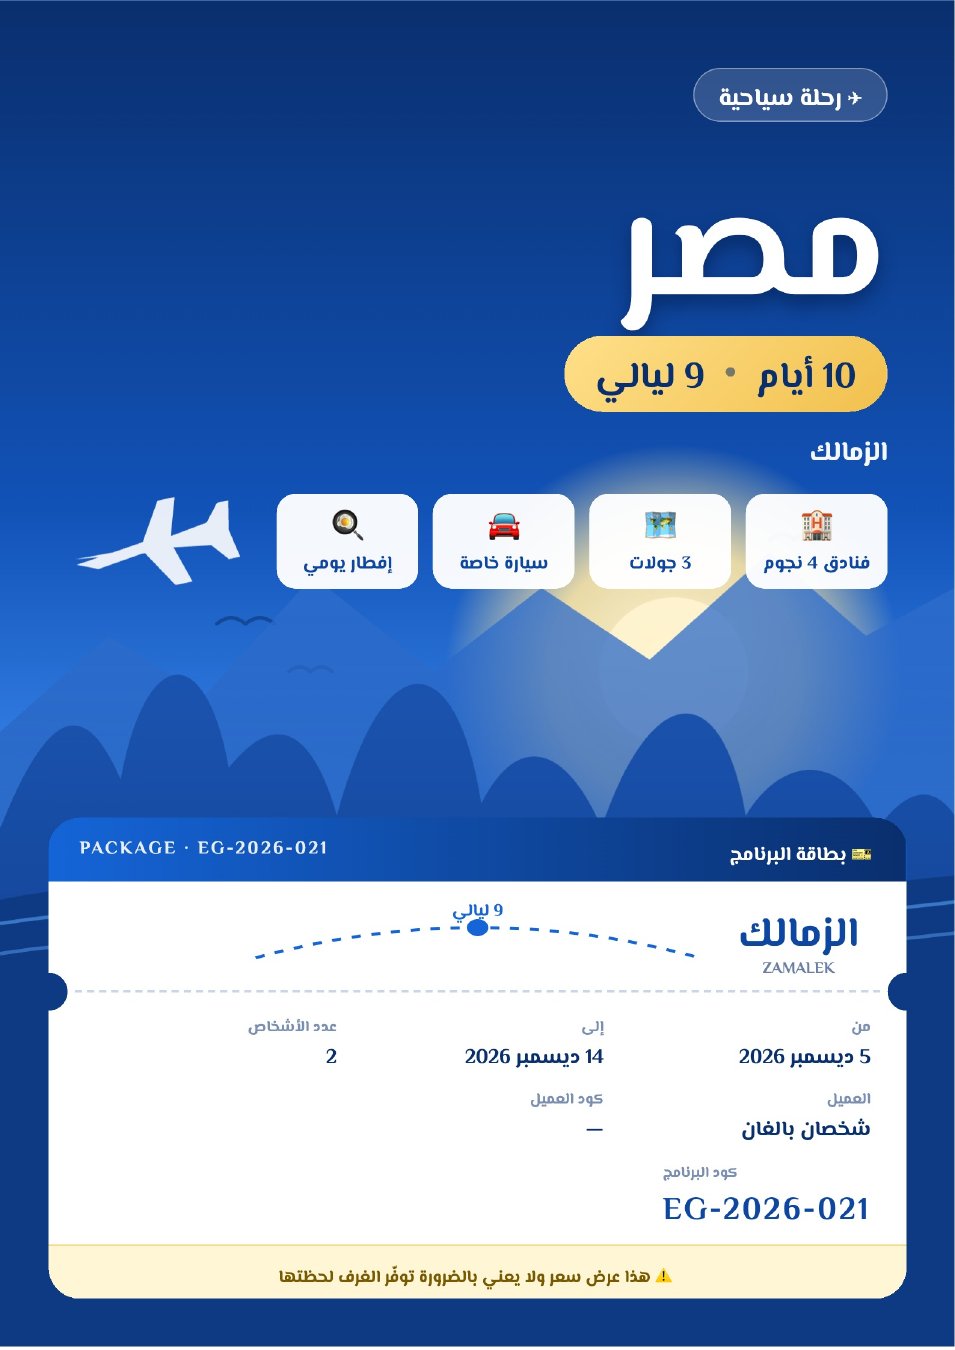 ✈ رحلة سياحية
مصر
10 أيام • 9 ليالي
الزمالك
فنادق 4 نجوم
3 جولات
سيارة خاصة
إفطار يومي
بطاقة البرنامج
PACKAGE · EG-2026-021
9 ليالي
الزمالك
ZAMALEK
من
5 ديسمبر 2026
إلى
14 ديسمبر 2026
عدد الأشخاص
2
العميل
شخصان بالغان
كود العميل
—
كود البرنامج
EG-2026-021
⚠ هذا عرض سعر ولا يعني بالضرورة توفّر الغرف لحظتها